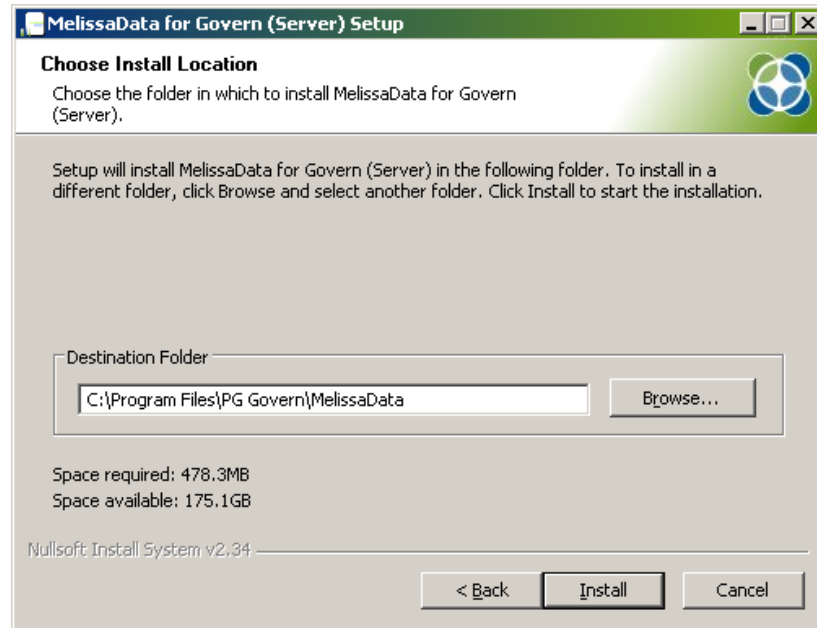 MelissaData for Govern (Server) Setup
Choose Install Location
Choose the folder in which to install MelissaData for Govern
(Server).
Setup will install MelissaData for Govern (Server) in the following folder. To install in a
different folder, click Browse and select another folder. Click Install to start the installation.
Destination Folder
C:\Program Files\PG Govern\MelissaData
Browse...
Space required: 478.3MB
Space available: 175.1GB
Nullsoft Install System v2.34
< Back
Install
Cancel